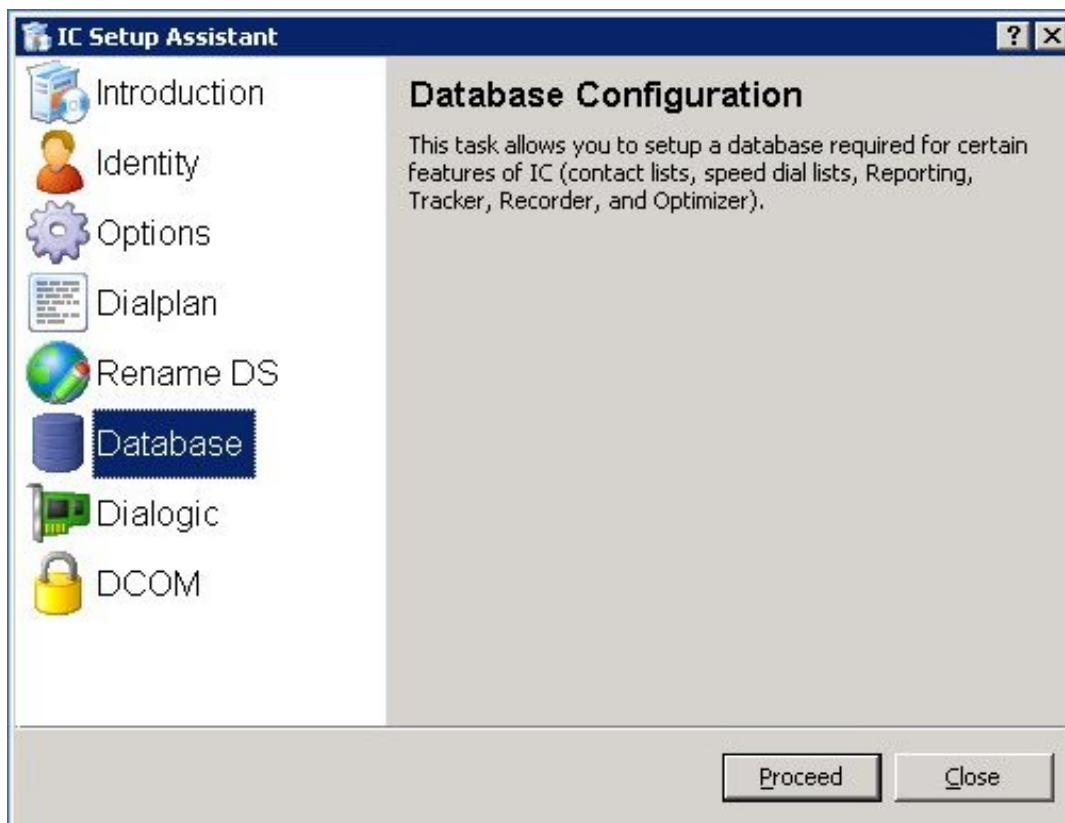 IC Setup Assistant
Introduction
Identity
Options
Dialplan
Rename DS
Database
Dialogic
DCOM
Database Configuration
This task allows you to setup a database required for certain
features of IC (contact lists, speed dial lists, Reporting,
Tracker, Recorder, and Optimizer).
Proceed
Close